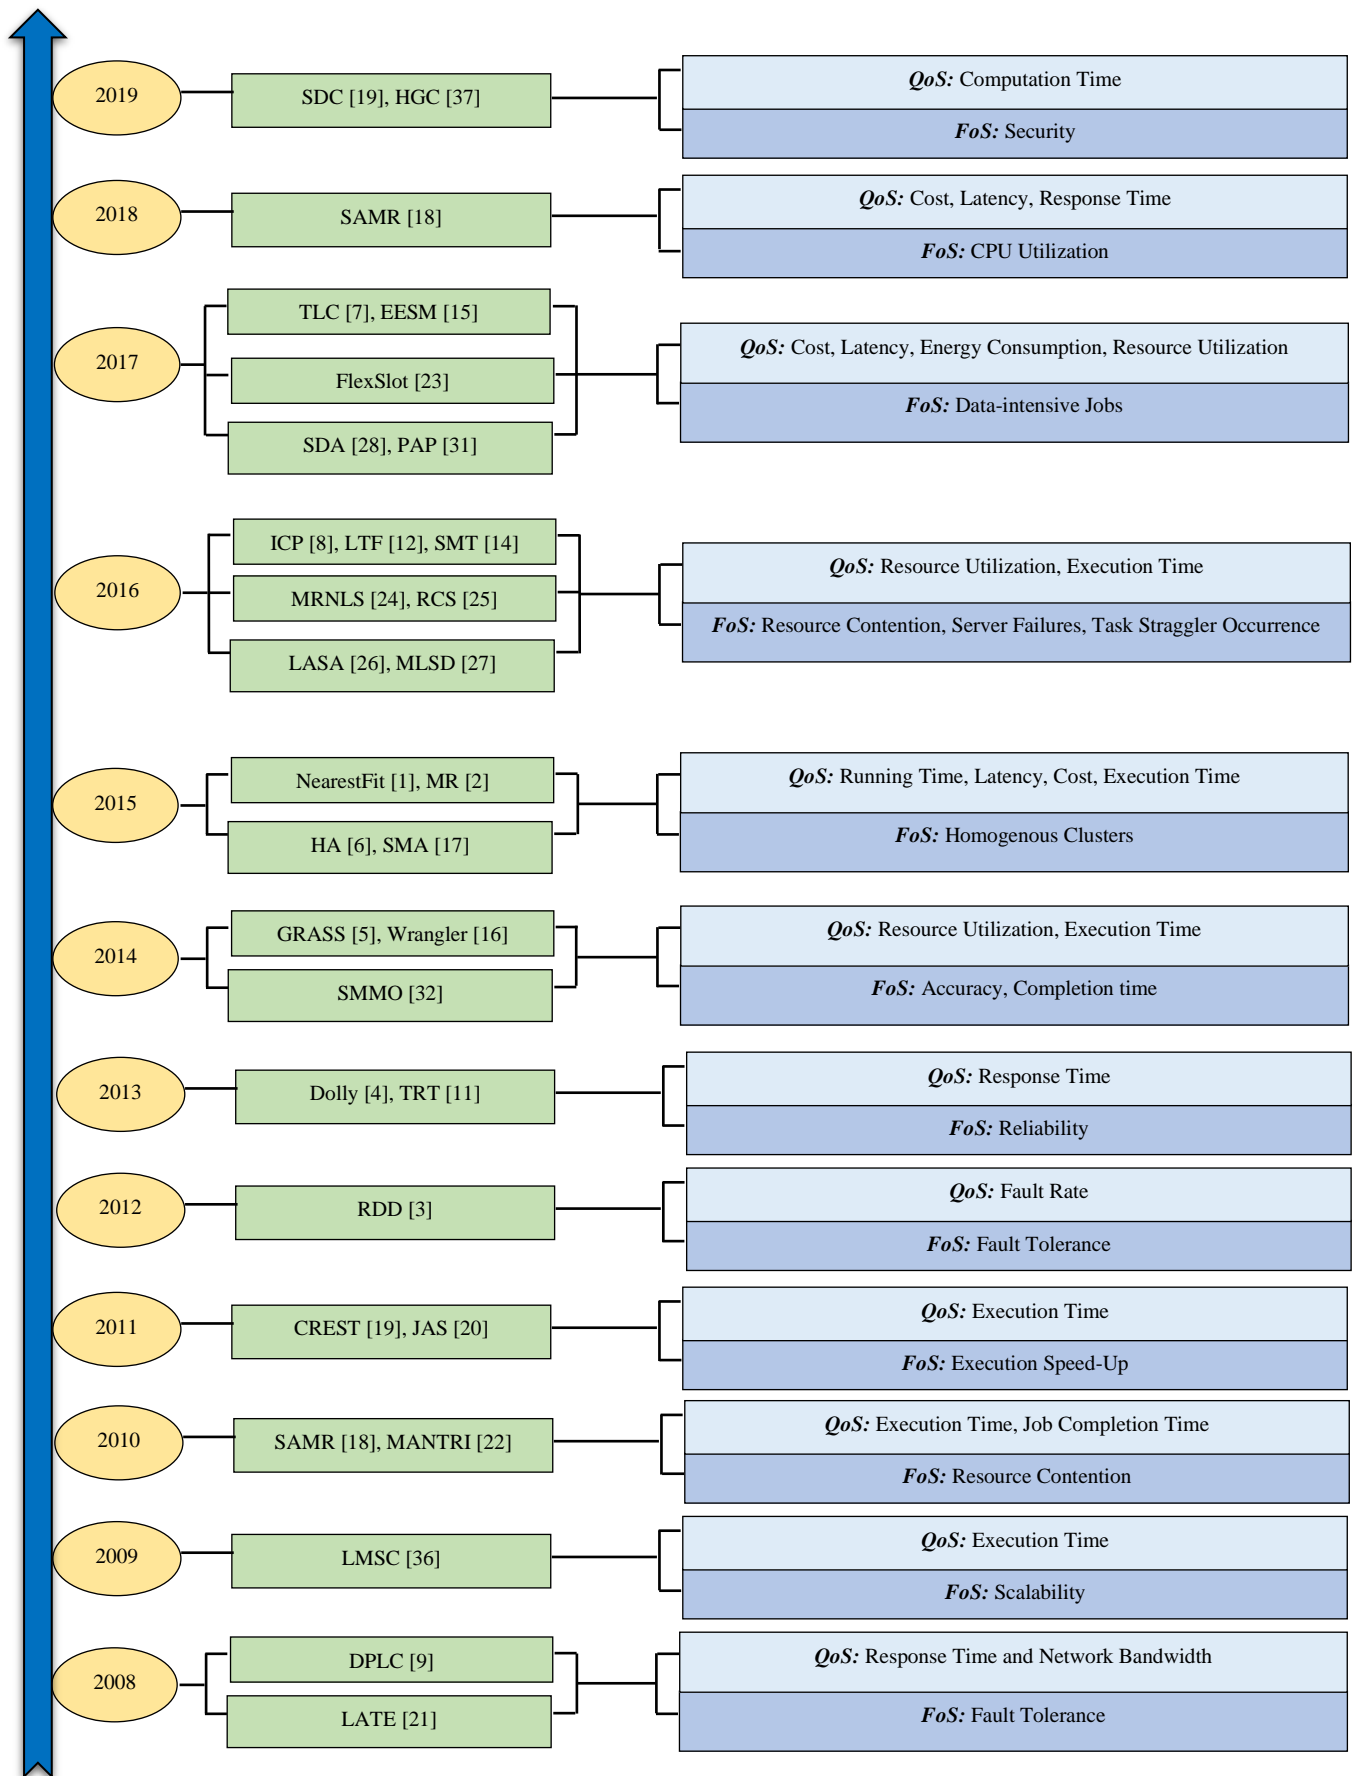 2019
SDC [19], HGC [37]
QoS: Computation Time
FoS: Security
2018
SAMR [18]
QoS: Cost, Latency, Response Time
FoS: CPU Utilization
2017
TLC [7], EESM [15]
FlexSlot [23]
SDA [28], PAP [31]
QoS: Cost, Latency, Energy Consumption, Resource Utilization
FoS: Data-intensive Jobs
2016
ICP [8], LTF [12], SMT [14]
MRNLS [24], RCS [25]
LASA [26], MLSD [27]
QoS: Resource Utilization, Execution Time
FoS: Resource Contention, Server Failures, Task Straggler Occurrence
2015
NearestFit [1], MR [2]
HA [6], SMA [17]
QoS: Running Time, Latency, Cost, Execution Time
FoS: Homogenous Clusters
2014
GRASS [5], Wrangler [16]
SMMO [32]
QoS: Resource Utilization, Execution Time
FoS: Accuracy, Completion time
2013
Dolly [4], TRT [11]
QoS: Response Time
FoS: Reliability
2012
RDD [3]
QoS: Fault Rate
FoS: Fault Tolerance
2011
CREST [19], JAS [20]
QoS: Execution Time
FoS: Execution Speed-Up
2010
SAMR [18], MANTRI [22]
QoS: Execution Time, Job Completion Time
FoS: Resource Contention
2009
LMSC [36]
QoS: Execution Time
FoS: Scalability
2008
DPLC [9]
LATE [21]
QoS: Response Time and Network Bandwidth
FoS: Fault Tolerance